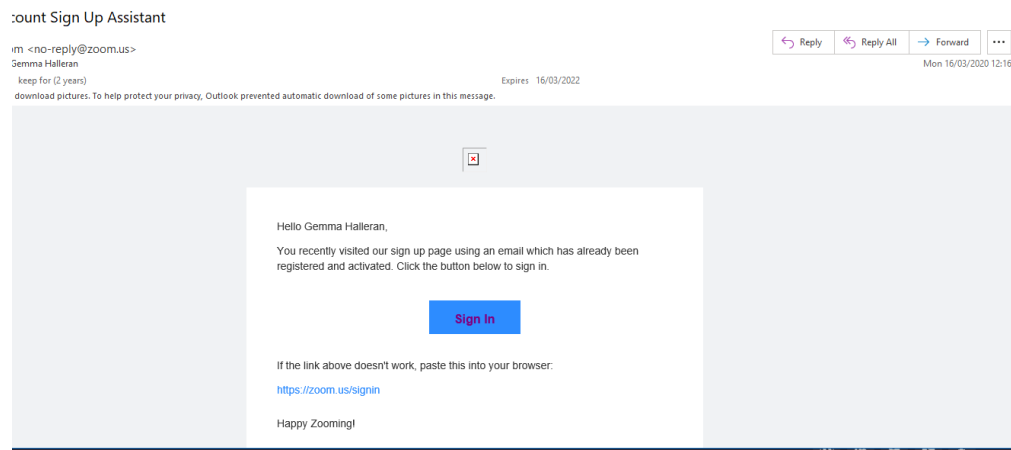 count Sign Up Assistant
om <no-reply@zoom.us>
Reply Reply All Forward ...
Gemma Halleran
Mon 16/03/2020 12:16
keep for (2 years) Expires 16/03/2022
download pictures. To help protect your privacy, Outlook prevented automatic download of some pictures in this message.
Hello Gemma Halleran,
You recently visited our sign up page using an email which has already been
registered and activated. Click the button below to sign in.
Sign In
If the link above doesn't work, paste this into your browser:
https://zoom.us/signin
Happy Zooming!